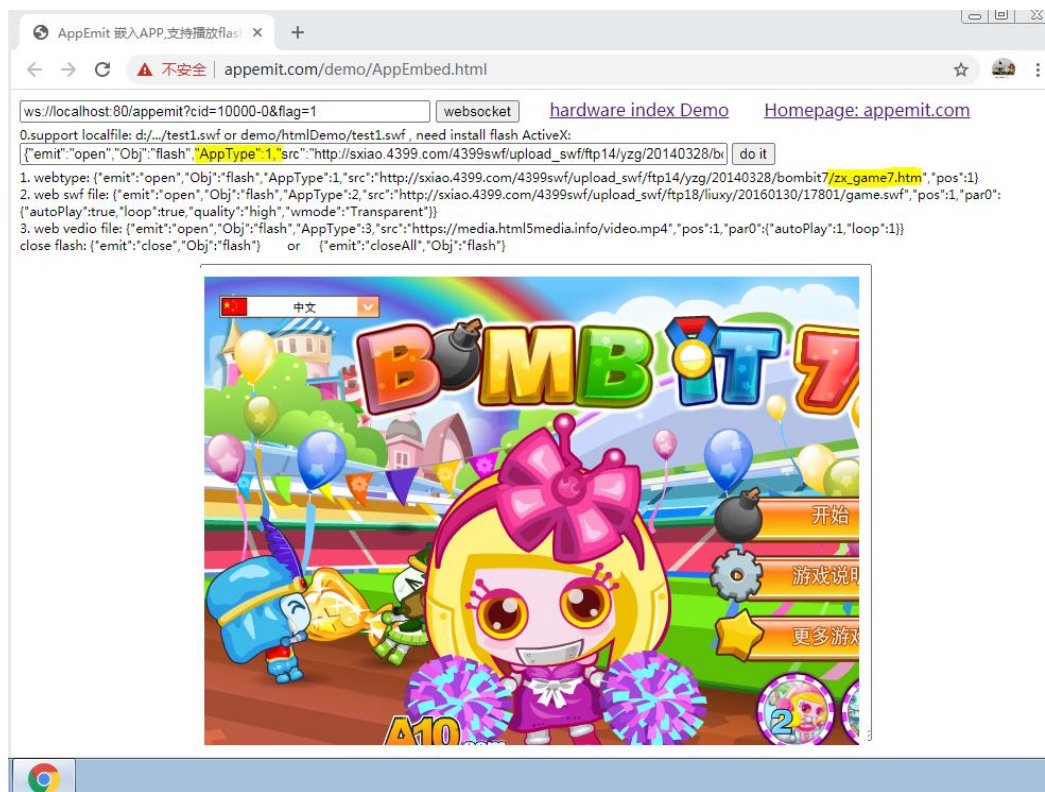 AppEmit 嵌入APP,支持播放flas
不安全 | appemit.com/demo/AppEmbed.html
ws://localhost:80/appemit?cid=10000-0&flag=1 websocket hardware index Demo Homepage: appemit.com
0.support localfile: d:/.../test1.swf or demo/htmlDemo/test1.swf , need install flash ActiveX:
{"emit":"open","Obj":"flash","AppType":1,"src":"http://sxiao.4399.com/4399swf/upload_swf/ftp14/yzg/20140328/b do it
1. webtype: {"emit":"open","Obj":"flash","AppType":1,"src":"http://sxiao.4399.com/4399swf/upload_swf/ftp14/yzg/20140328/bombit7/zx_game7.htm","pos":1}
2. web swf file: {"emit":"open","Obj":"flash","AppType":2,"src":"http://sxiao.4399.com/4399swf/upload_swf/ftp18/liuxy/20160130/17801/game.swf","pos":1,"par0":
{"autoPlay":true,"loop":true,"quality":"high","wmode":"Transparent"}}
3. web vedio file: {"emit":"open","Obj":"flash","AppType":3,"src":"https://media.html5media.info/video.mp4","pos":1,"par0":{"autoPlay":1,"loop":1}}
close flash: {"emit":"close","Obj":"flash"} or {"emit":"closeAll","Obj":"flash"}
中文
BOMB IT 7
开始
游戏说明
更多游戏
2
A10.com